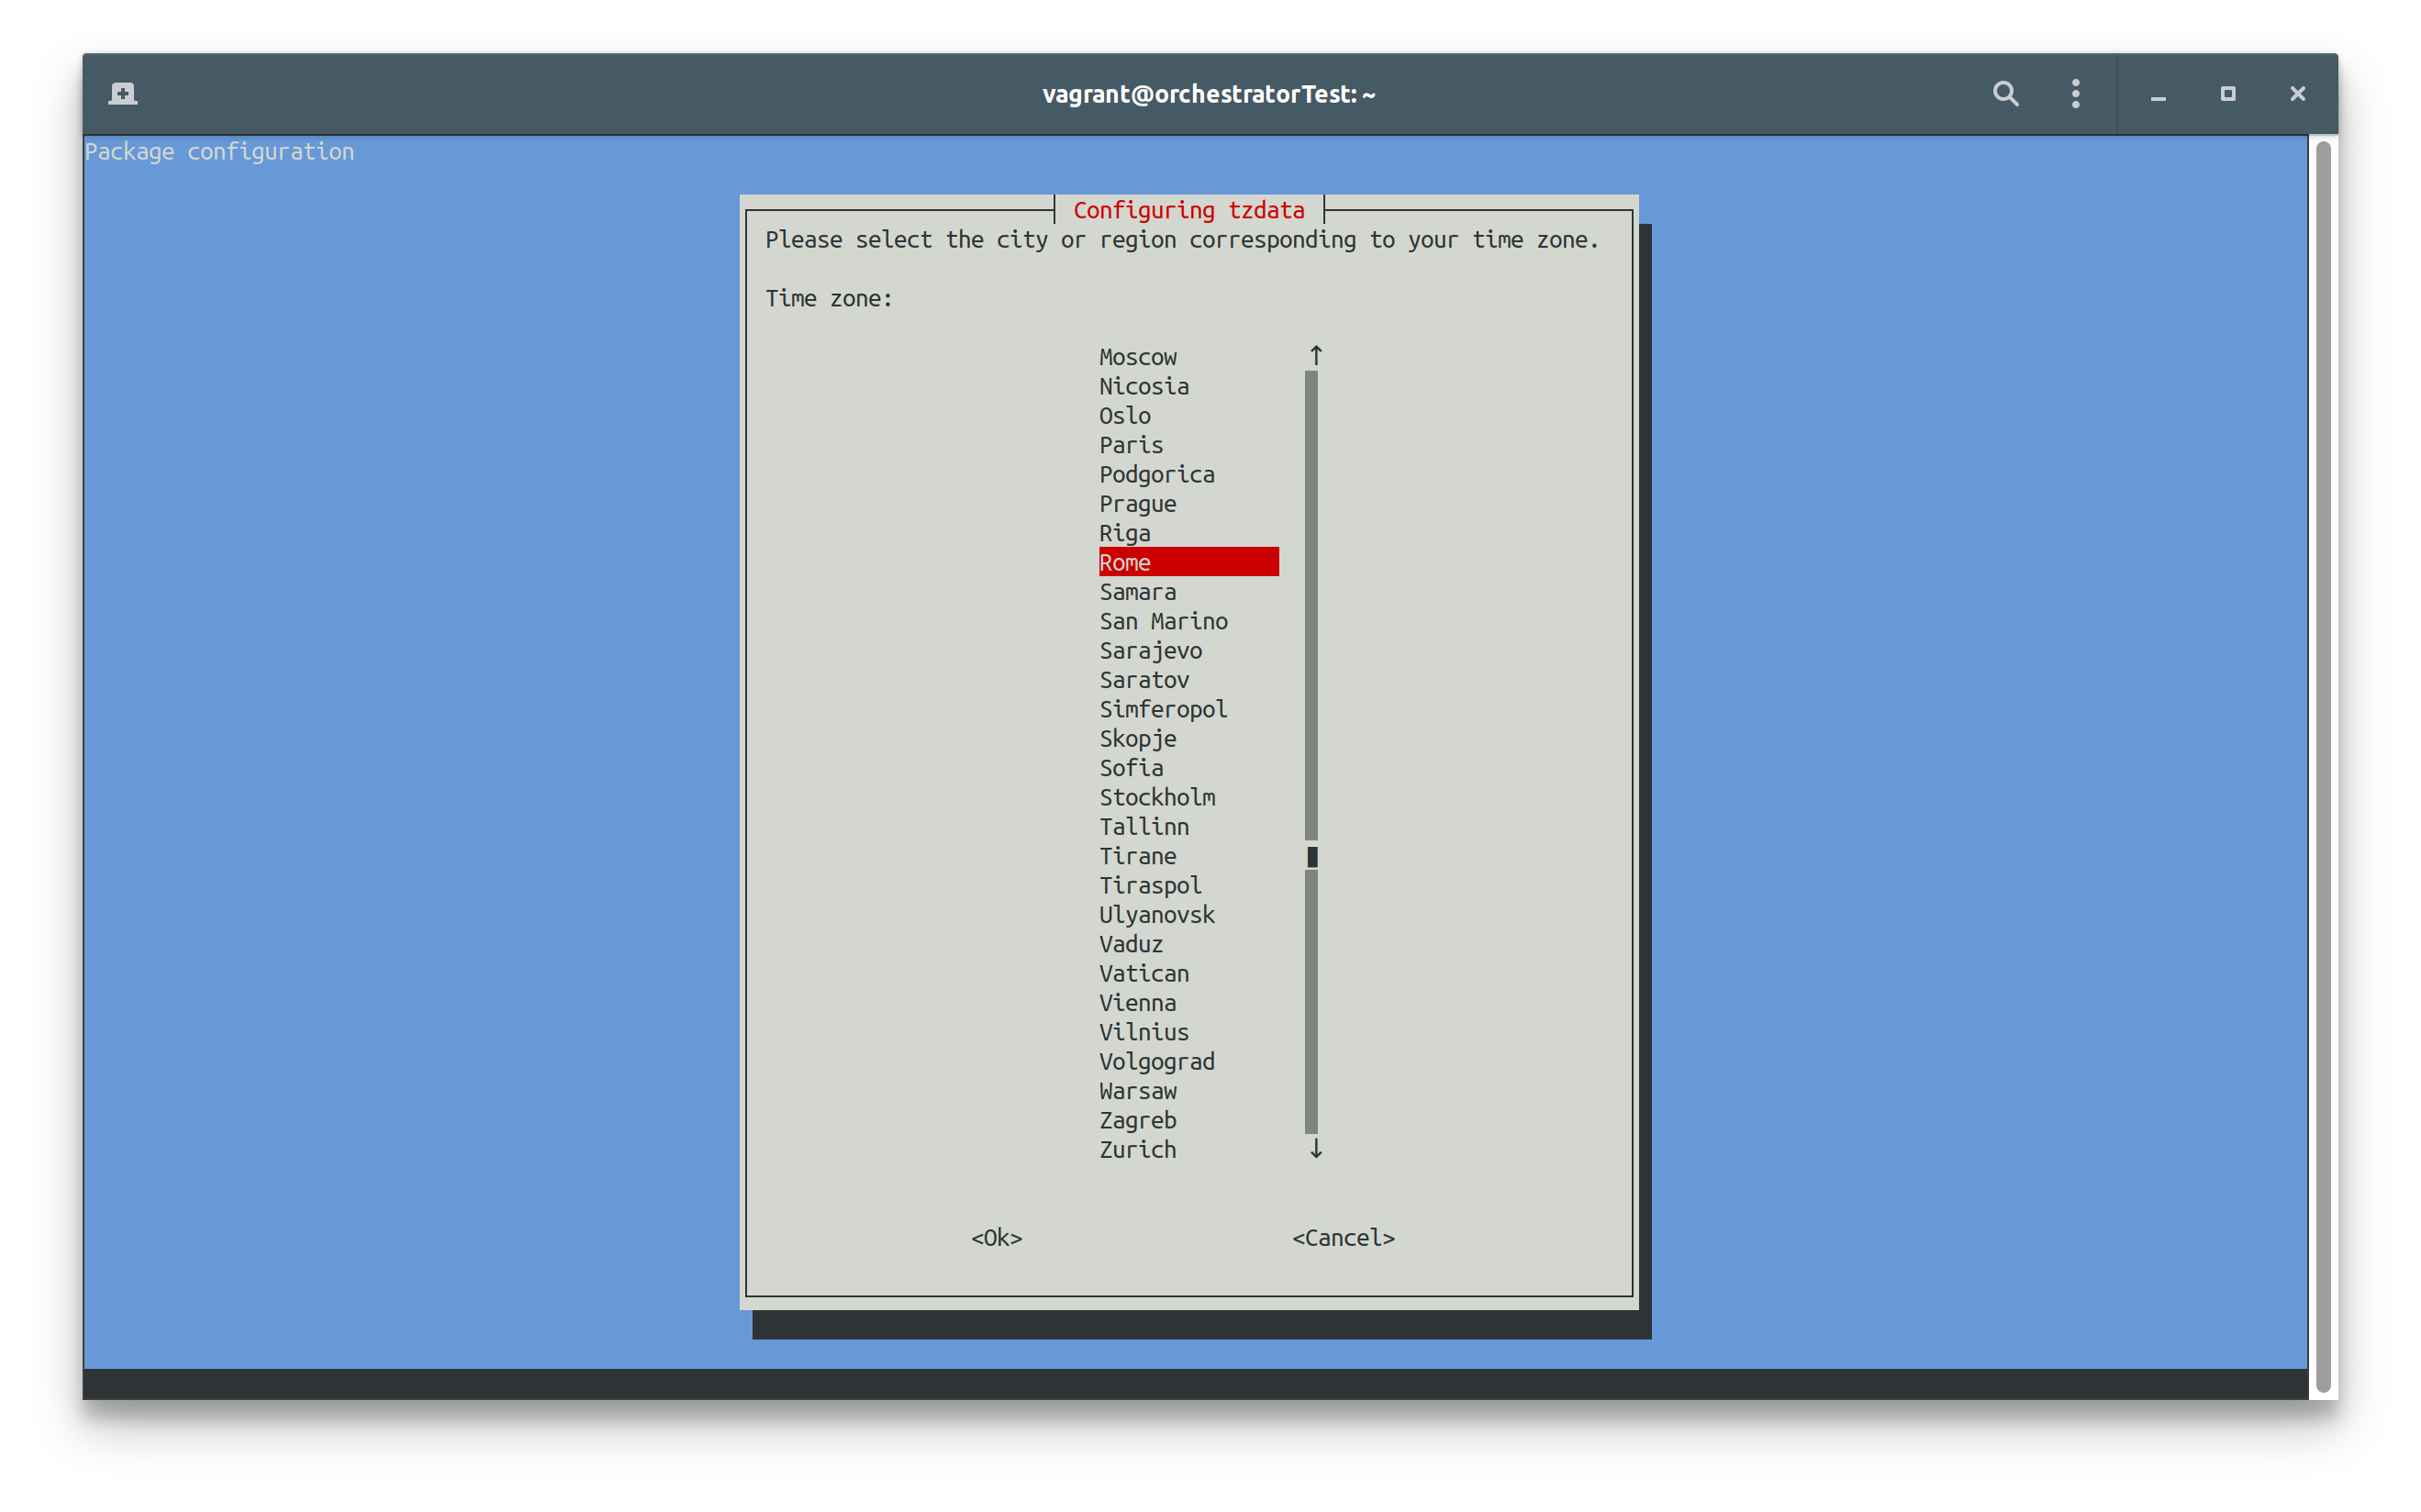 vagrant@orchestratorTest: ~
Package configuration
Configuring tzdata
Please select the city or region corresponding to your time zone.
Time zone:
Moscow
Nicosia
Oslo
Paris
Podgorica
Prague
Riga
Rome
Samara
San Marino
Sarajevo
Saratov
Simferopol
Skopje
Sofia
Stockholm
Tallinn
Tirane
Tiraspol
Ulyanovsk
Vaduz
Vatican
Vienna
Vilnius
Volgograd
Warsaw
Zagreb
Zurich
<Ok> <Cancel>